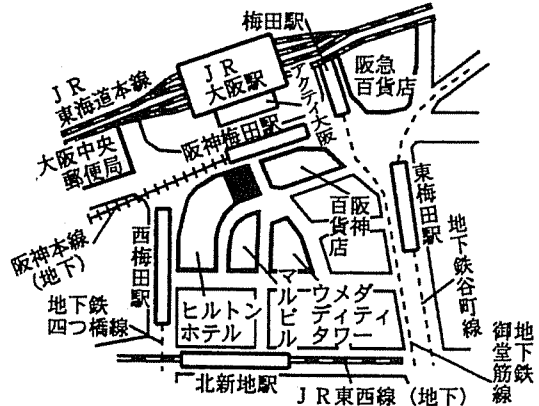 梅田駅
JR
大阪駅
アクティ大阪
阪急
百貨店
JR
東海道本線
大阪中央
郵便局
阪神梅田駅
阪神
百貨店
東梅田駅
阪神本線
(地下)
西梅田駅
地下鉄
四つ橋線
ヒルトン
ホテル
マルビル
ウメダ
ディティ
タワー
地下鉄谷町線
地下鉄
御堂筋線
北新地駅
JR東西線(地下)